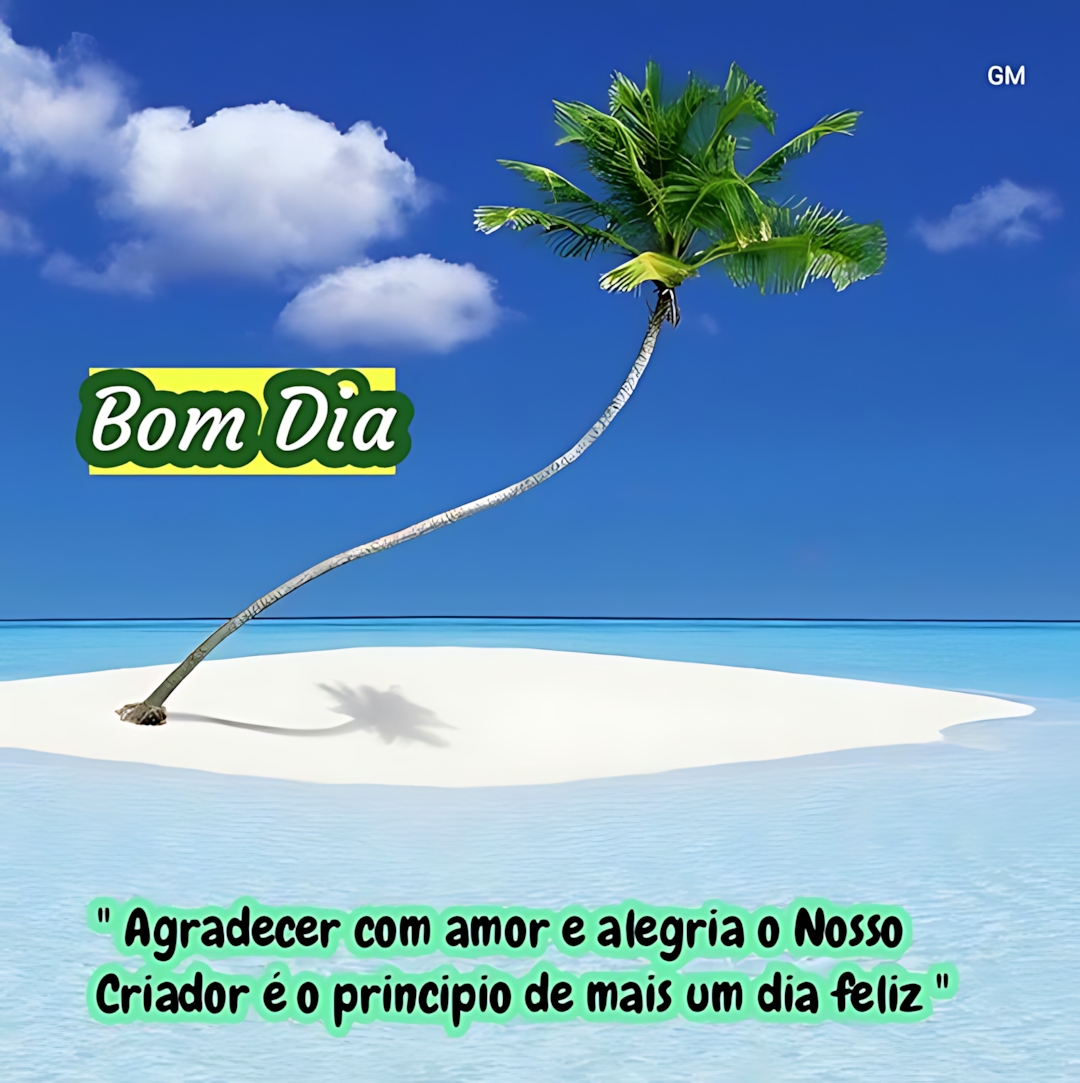 GM
Bom Dia
" Agradecer com amor e alegria o Nosso
Criador é o principio de mais um dia feliz "